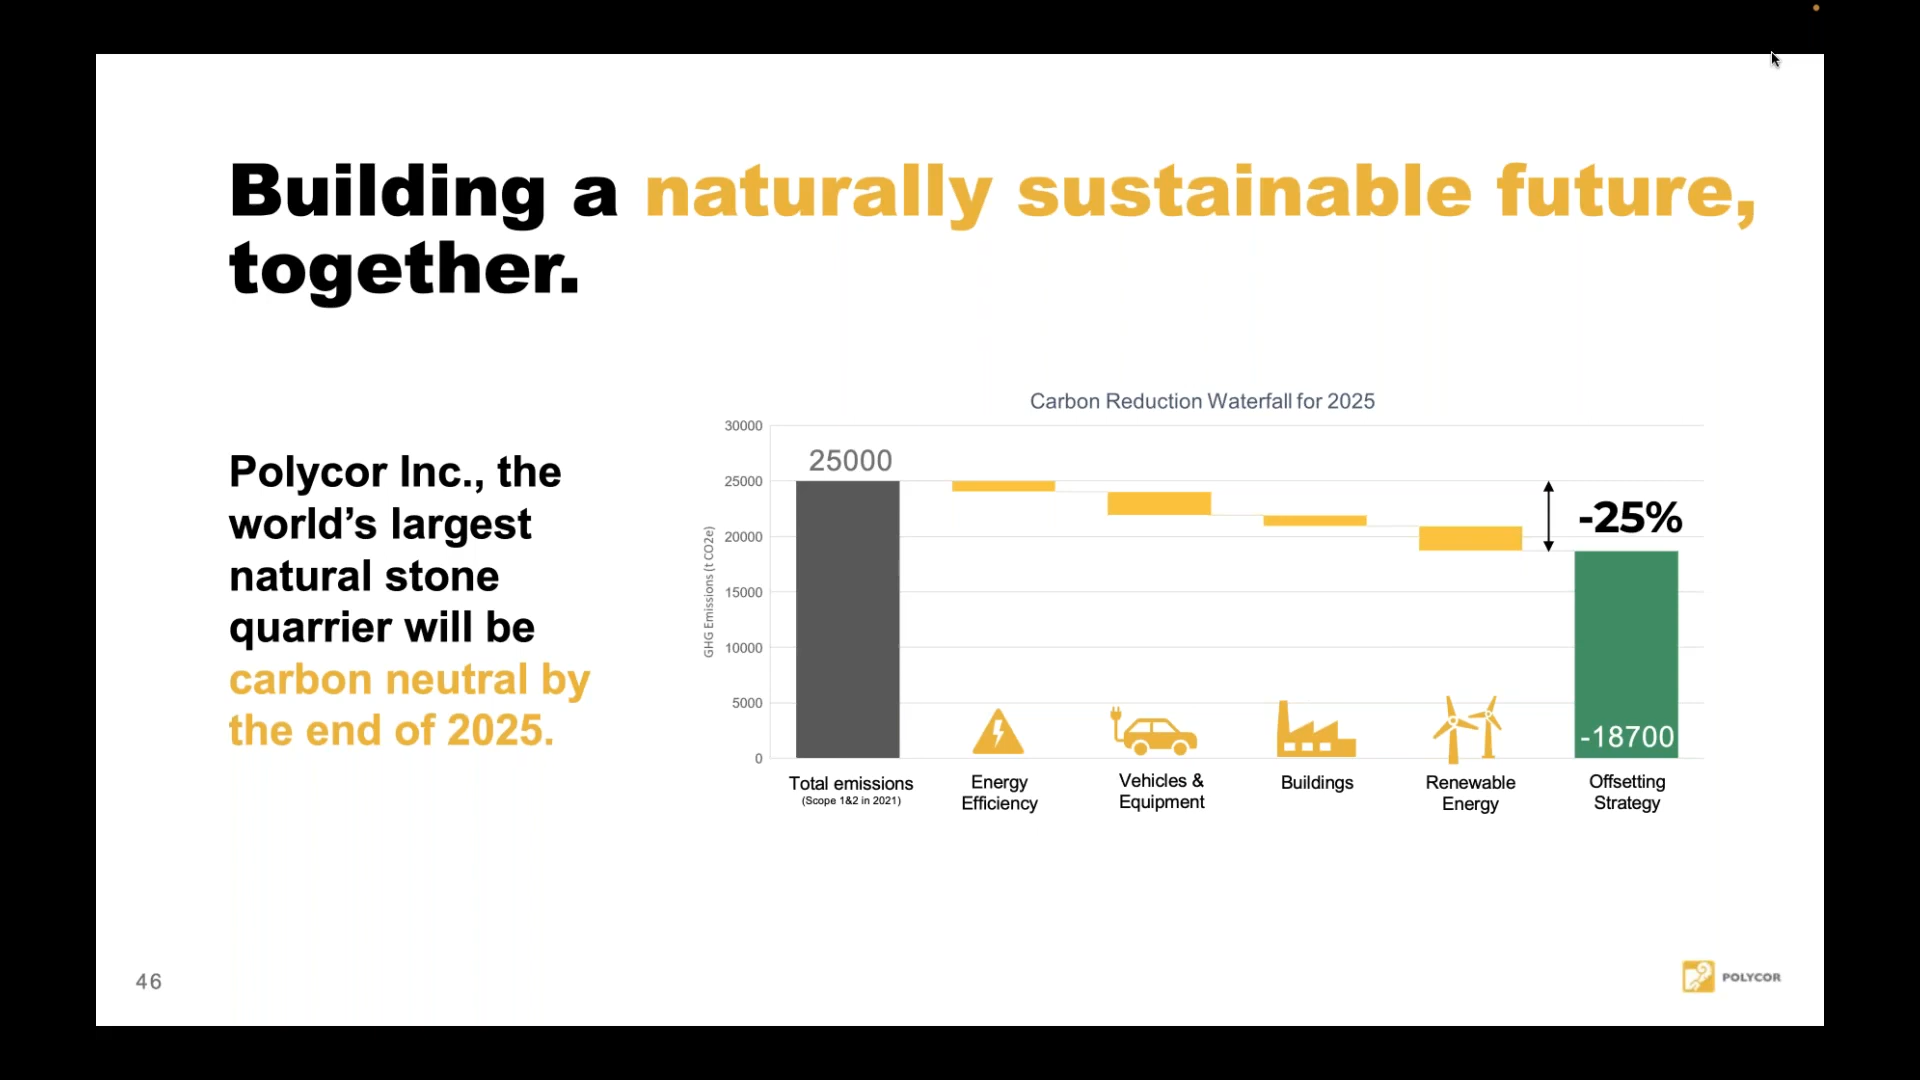 Building a naturally sustainable future,
together.
Polycor Inc., the
world’s largest
natural stone
quarrier will be
carbon neutral by
the end of 2025.
Carbon Reduction Waterfall for 2025
GHG Emissions (t CO2e)
30000
25000
20000
15000
10000
5000
0
25000
-25%
-18700
Total emissions
(Scope 1&2 in 2021)
Energy
Efficiency
Vehicles &
Equipment
Buildings
Renewable
Energy
Offsetting
Strategy
46
POLYCOR